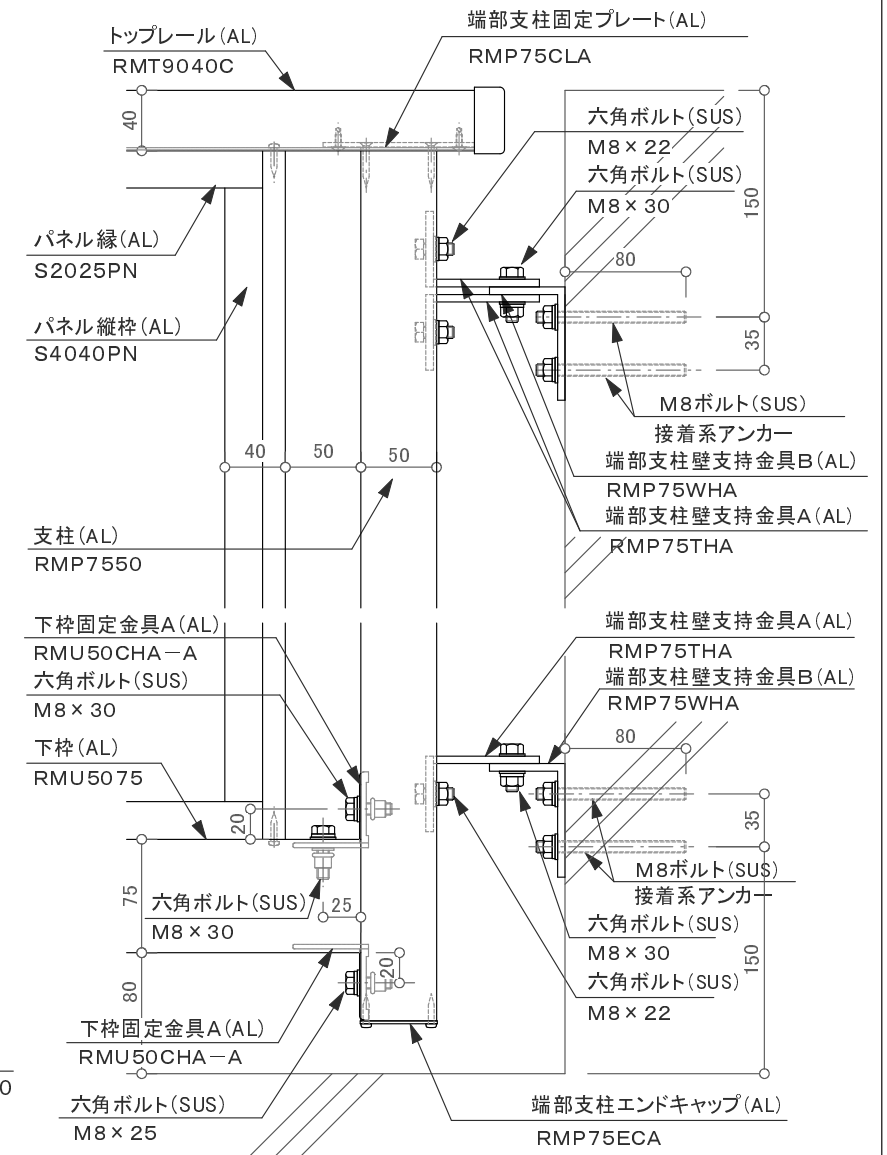 端部支柱固定プレート(AL)
RMP75CLA
トップレール(AL)
RMT9040C
40
六角ボルト(SUS)
M8×22
六角ボルト(SUS)
M8×30
150
80
パネル縁(AL)
S2025PN
パネル縦枠(AL)
S4040PN
35
M8ボルト(SUS)
接着系アンカー
40
50
50
端部支柱壁支持金具B(AL)
RMP75WHA
端部支柱壁支持金具A(AL)
RMP75THA
支柱(AL)
RMP7550
下枠固定金具A(AL)
RMU50CHA-A
六角ボルト(SUS)
M8×30
端部支柱壁支持金具A(AL)
RMP75THA
端部支柱壁支持金具B(AL)
RMP75WHA
下枠(AL)
RMU5075
80
20
35
75
M8ボルト(SUS)
接着系アンカー
六角ボルト(SUS)
M8×30
25
六角ボルト(SUS)
M8×30
150
20
80
六角ボルト(SUS)
M8×22
下枠固定金具A(AL)
RMU50CHA-A
0
六角ボルト(SUS)
M8×25
端部支柱エンドキャップ(AL)
RMP75ECA